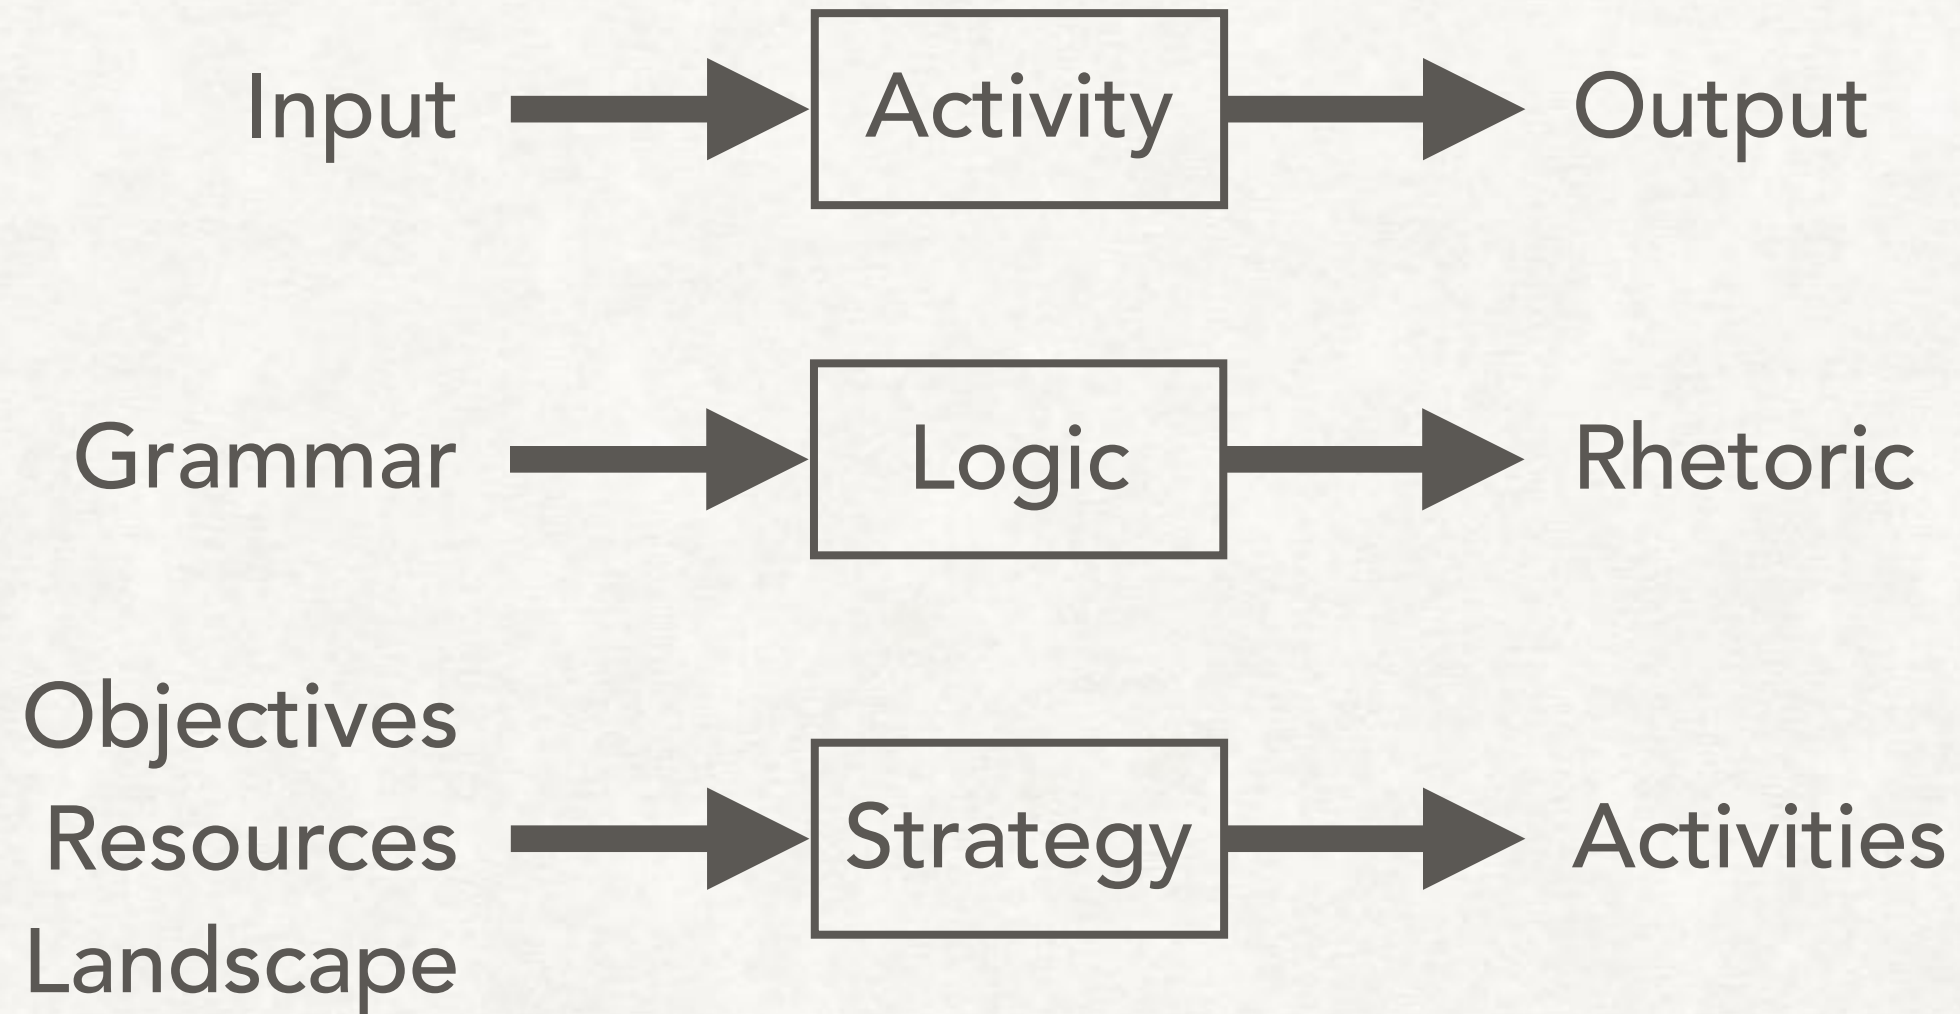 Input
Activity
Output
Grammar
Logic
Rhetoric
Objectives
Resources
Landscape
Strategy
Activities